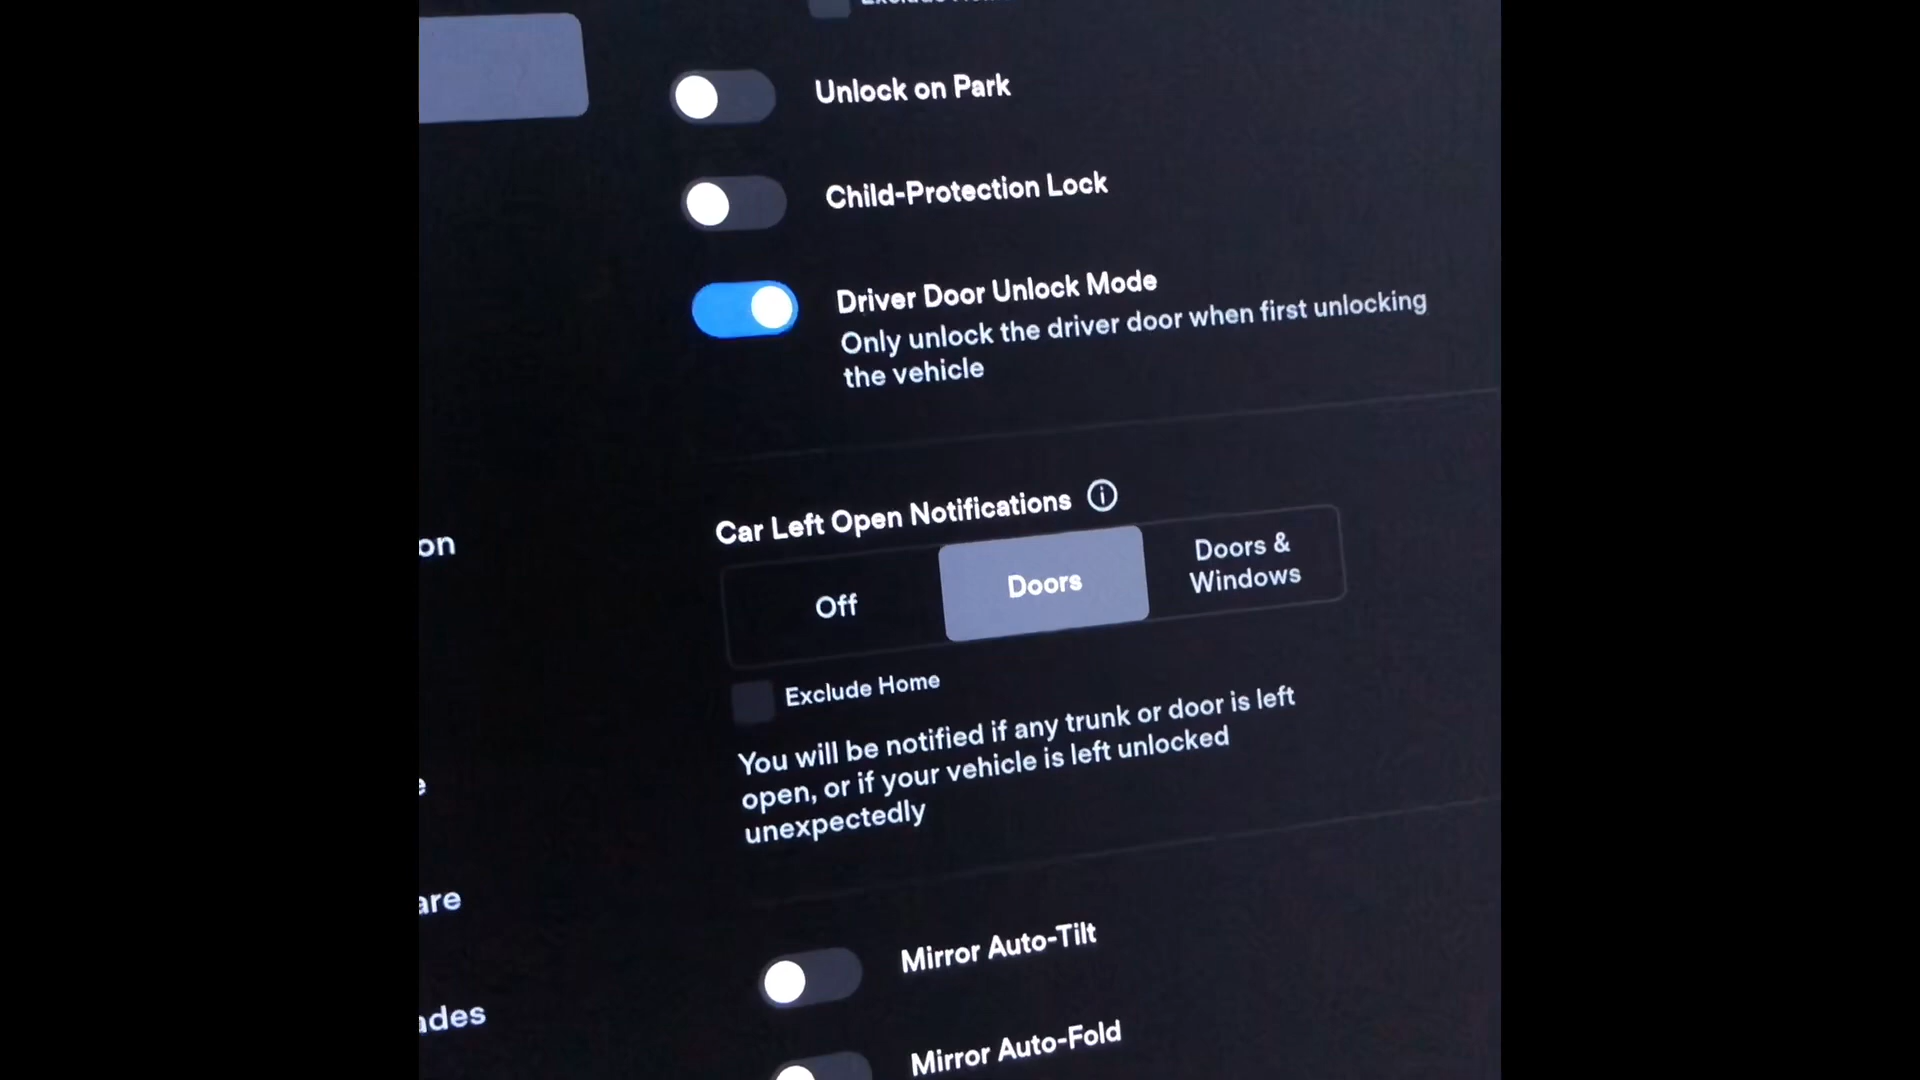 Unlock on Park
Child-Protection Lock
Driver Door Unlock Mode
Only unlock the driver door when first unlocking
the vehicle
on
Car Left Open Notifications
Off
Doors
Doors &
Windows
Exclude Home
You will be notified if any trunk or door is left
open, or if your vehicle is left unlocked
unexpectedly
are
Mirror Auto-Tilt
ades
Mirror Auto-Fold